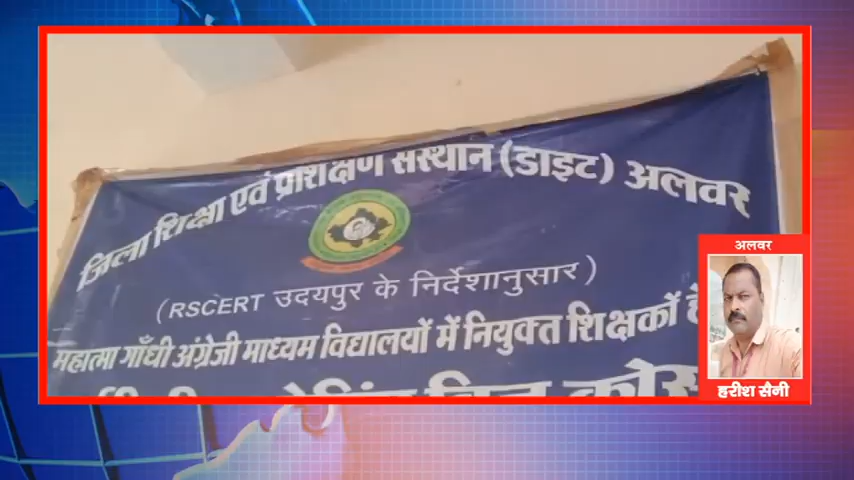 जिला शिक्षा एवं प्रशिक्षण संस्थान (डाइट) अलवर
(RSCERT उदयपुर के निर्देशानुसार)
महात्मा गाँधी अंग्रेजी माध्यम विद्यालयों में नियुक्त शिक्षकों
अलवर
हरीश सैनी